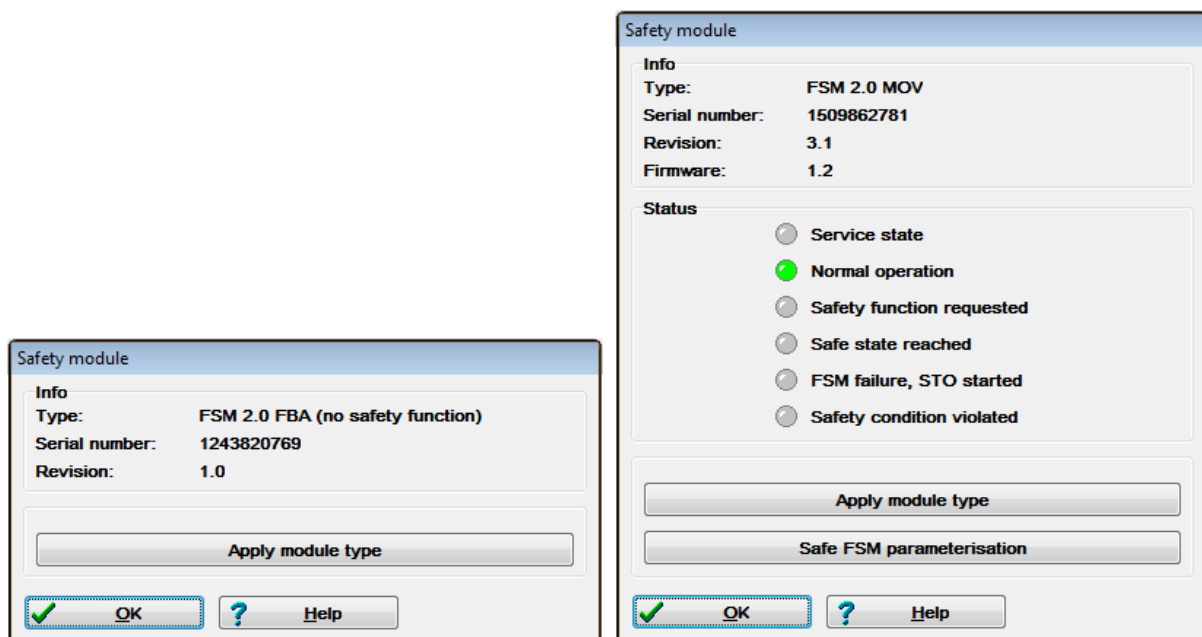 Safety module
Info
Type: FSM 2.0 FBA (no safety function)
Serial number: 1243820769
Revision: 1.0
Apply module type
OK Help
Safety module
Info
Type: FSM 2.0 MOV
Serial number: 1509862781
Revision: 3.1
Firmware: 1.2
Status
Service state
Normal operation
Safety function requested
Safe state reached
FSM failure, STO started
Safety condition violated
Apply module type
Safe FSM parameterisation
OK Help